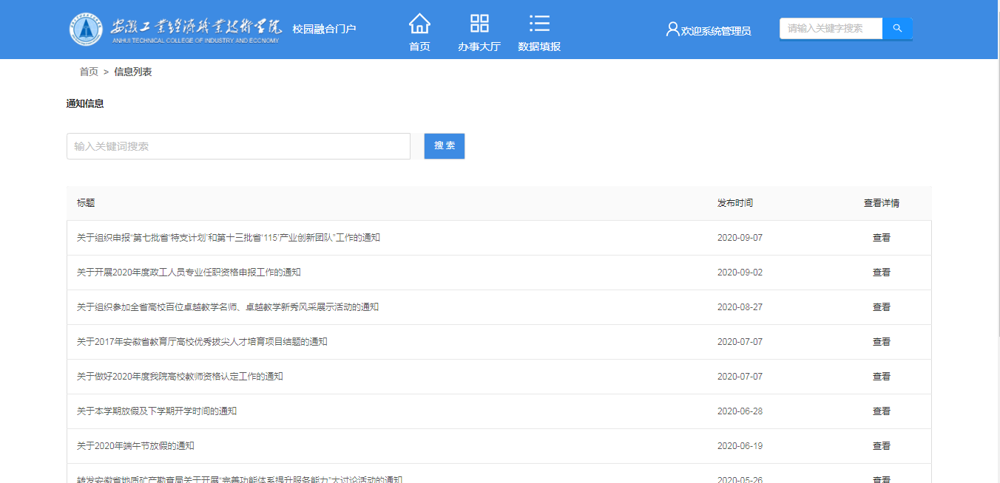 安徽工业经济职业技术学院
ANHUI TECHNICAL COLLEGE OF INDUSTRY AND ECONOMY
校园融合门户
首页
办事大厅
数据填报
欢迎系统管理员
请输入关键字搜索
首页 > 信息列表
通知信息
输入关键词搜索
搜 索
标题 发布时间 查看详情
关于组织申报“第七批省‘特支计划’和第十三批省‘115’产业创新团队”工作的通知 2020-09-07 查看
关于开展2020年度政工人员专业任职资格申报工作的通知 2020-09-02 查看
关于组织参加全省高校百位卓越教学名师、卓越教学新秀风采展示活动的通知 2020-08-27 查看
关于2017年安徽省教育厅高校优秀拔尖人才培育项目结题的通知 2020-07-07 查看
关于做好2020年度我院高校教师资格认定工作的通知 2020-07-07 查看
关于本学期放假及下学期开学时间的通知 2020-06-28 查看
关于2020年端午节放假的通知 2020-06-19 查看
转发安徽省地质矿产勘查局关于开展“完善功能体系提升服务能力”大讨论活动的通知 2020-05-26 查看